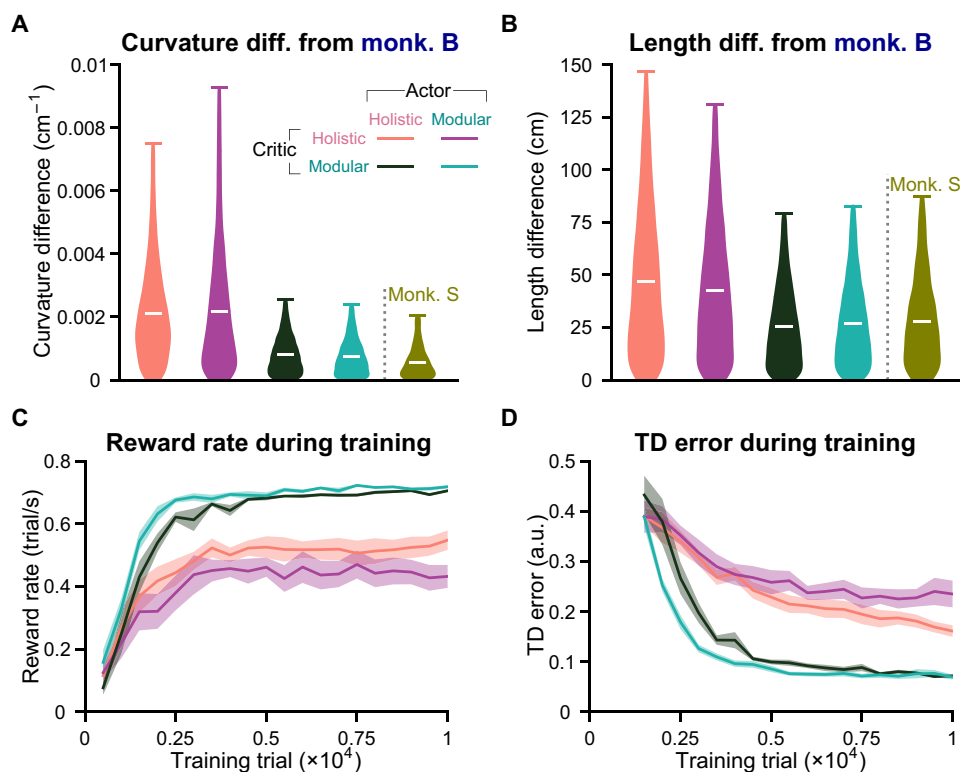 A
Curvature diff. from monk. B
Curvature difference (cm⁻¹)
0.01
0.008
0.006
0.004
0.002
0
Actor
Holistic Modular
Critic
Holistic
Modular
Monk. S
B
Length diff. from monk. B
Length difference (cm)
150
125
100
75
50
25
0
Monk. S
C
Reward rate during training
Reward rate (trial/s)
0.8
0.6
0.4
0.2
0
0 0.25 0.5 0.75 1
Training trial (×10⁴)
D
TD error during training
TD error (a.u.)
0.5
0.4
0.3
0.2
0.1
0
0 0.25 0.5 0.75 1
Training trial (×10⁴)